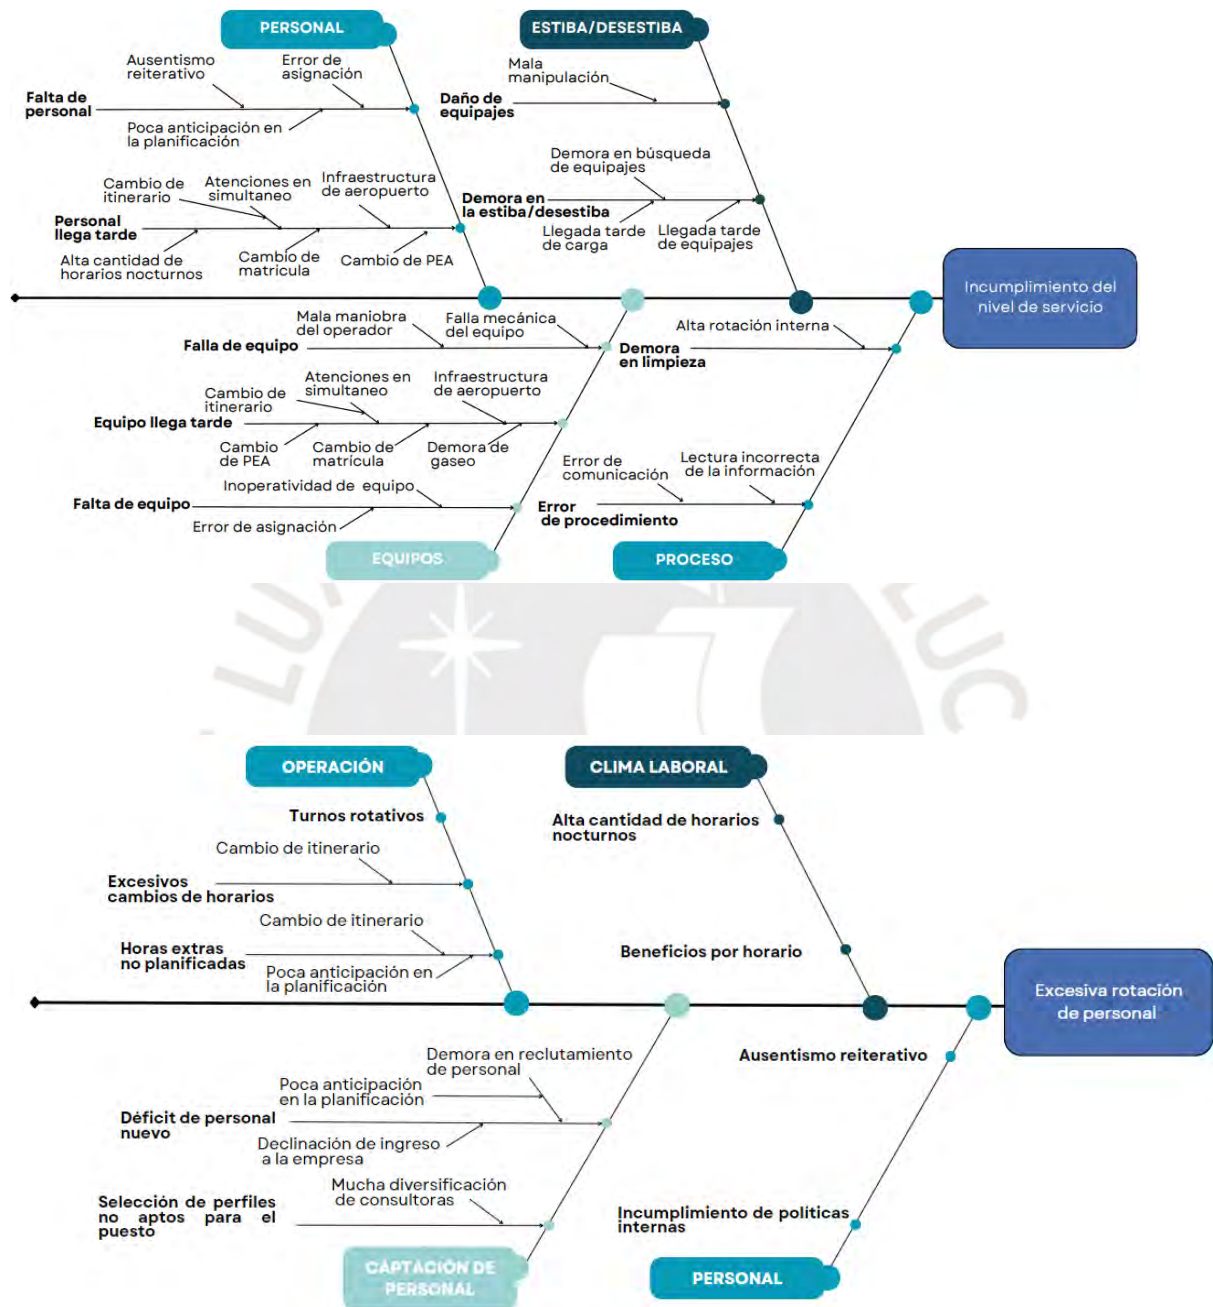 PERSONAL
ESTIBA/DESESTIBA
Ausentismo
reiterativo
Error de
asignación
Falta de
personal
Poca anticipación en
la planificación
Mala
manipulación
Daño de
equipajes
Cambio de
itinerario
Atenciones en
simultaneo
Infraestructura
de aeropuerto
Personal
llega tarde
Alta cantidad de
horarios nocturnos
Cambio de
matricula
Cambio de PEA
Demora en búsqueda
de equipajes
Demora en
la estiba/desestiba
Llegada tarde
de carga
Llegada tarde
de equipajes
Incumplimiento del
nivel de servicio
Mala maniobra
del operador
Falla mecánica
del equipo
Falla de equipo
Alta rotación interna
Demora
en limpieza
Cambio de
itinerario
Atenciones en
simultaneo
Infraestructura
de aeropuerto
Equipo llega tarde
Cambio
de PEA
Cambio de
matrícula
Demora de
gaseo
Inoperatividad de equipo
Falta de equipo
Error de asignación
Error de
comunicación
Lectura incorrecta
de la información
Error
de procedimiento
EQUIPOS
PROCESO
LUC
OPERACIÓN
CLIMA LABORAL
Turnos rotativos
Cambio de itinerario
Excesivos
cambios de horarios
Cambio de itinerario
Horas extras
no planificadas
Poca anticipación en
la planificación
Alta cantidad de horarios
nocturnos
Beneficios por horario
Excesiva rotación
de personal
Demora en reclutamiento
de personal
Poca anticipación
en la planificación
Déficit de personal
nuevo
Declinación de ingreso
a la empresa
Mucha diversificación
de consultoras
Selección de perfiles
no aptos para el
puesto
Ausentismo reiterativo
Incumplimiento de políticas
internas
CAPTACIÓN DE
PERSONAL
PERSONAL